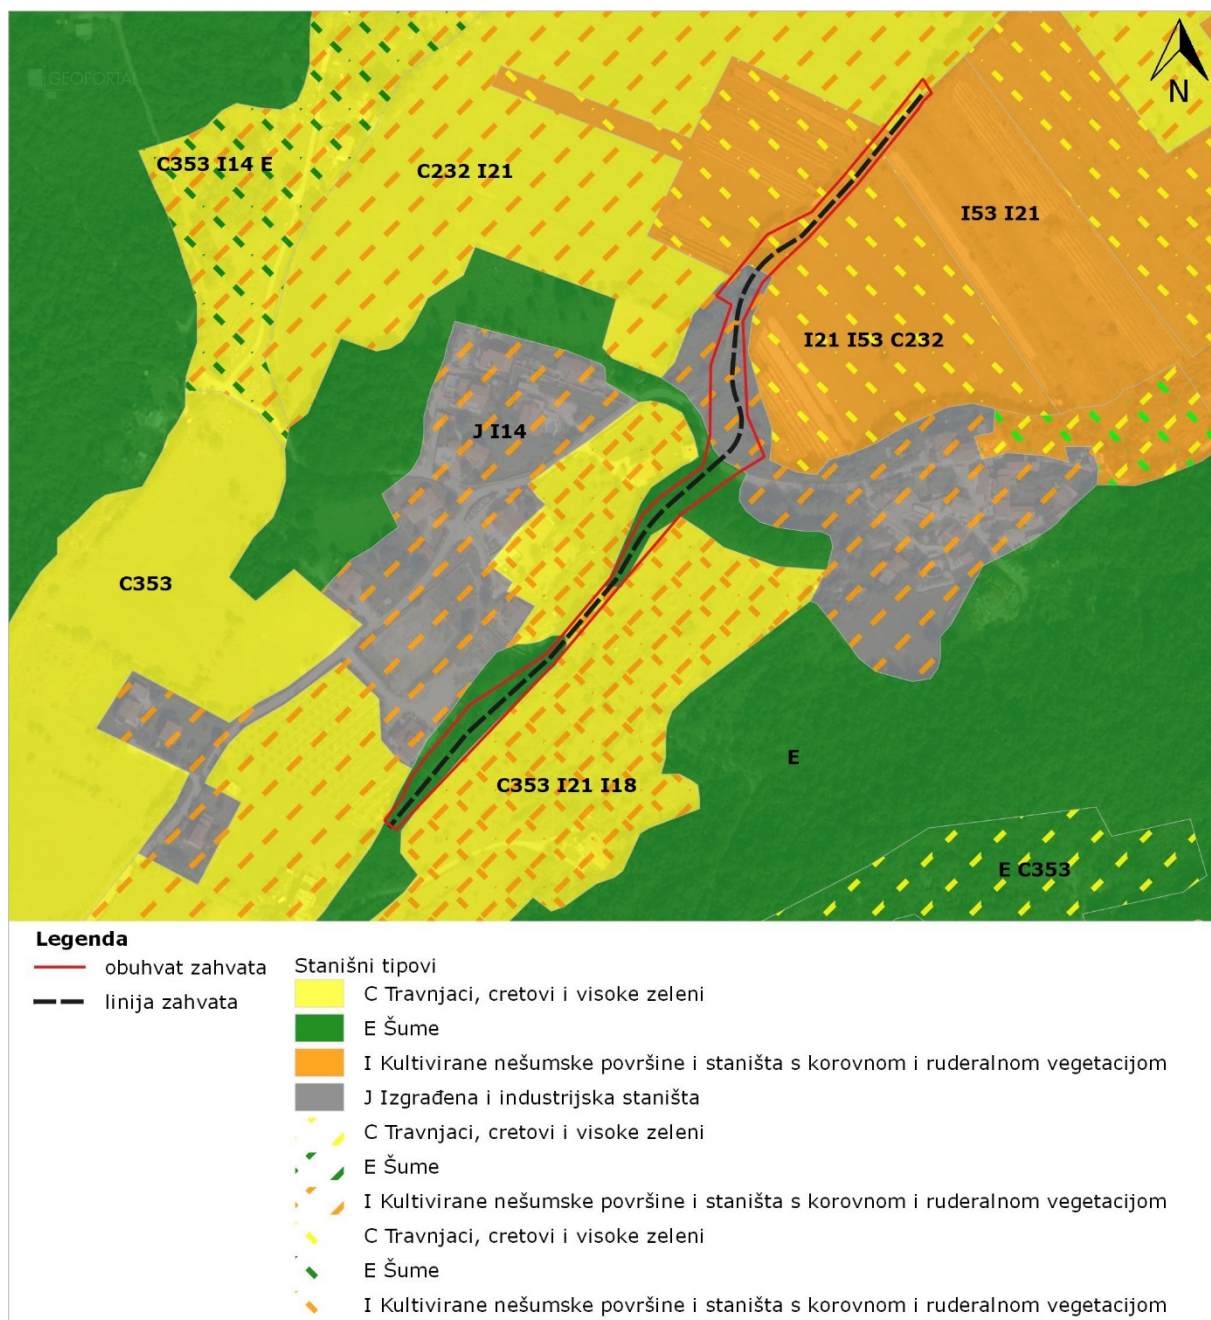 GEOPORTAL
N
C353 I14 E
C232 I21
I53 I21
I21 I53 C232
J I14
C353
E
C353 I21 I18
E C353
Legenda
obuhvat zahvata
linija zahvata
Stanišni tipovi
C Travnjaci, cretovi i visoke zeleni
E Šume
I Kultivirane nešumske površine i staništa s korovnom i ruderalnom vegetacijom
J Izgrađena i industrijska staništa
C Travnjaci, cretovi i visoke zeleni
E Šume
I Kultivirane nešumske površine i staništa s korovnom i ruderalnom vegetacijom
C Travnjaci, cretovi i visoke zeleni
E Šume
I Kultivirane nešumske površine i staništa s korovnom i ruderalnom vegetacijom